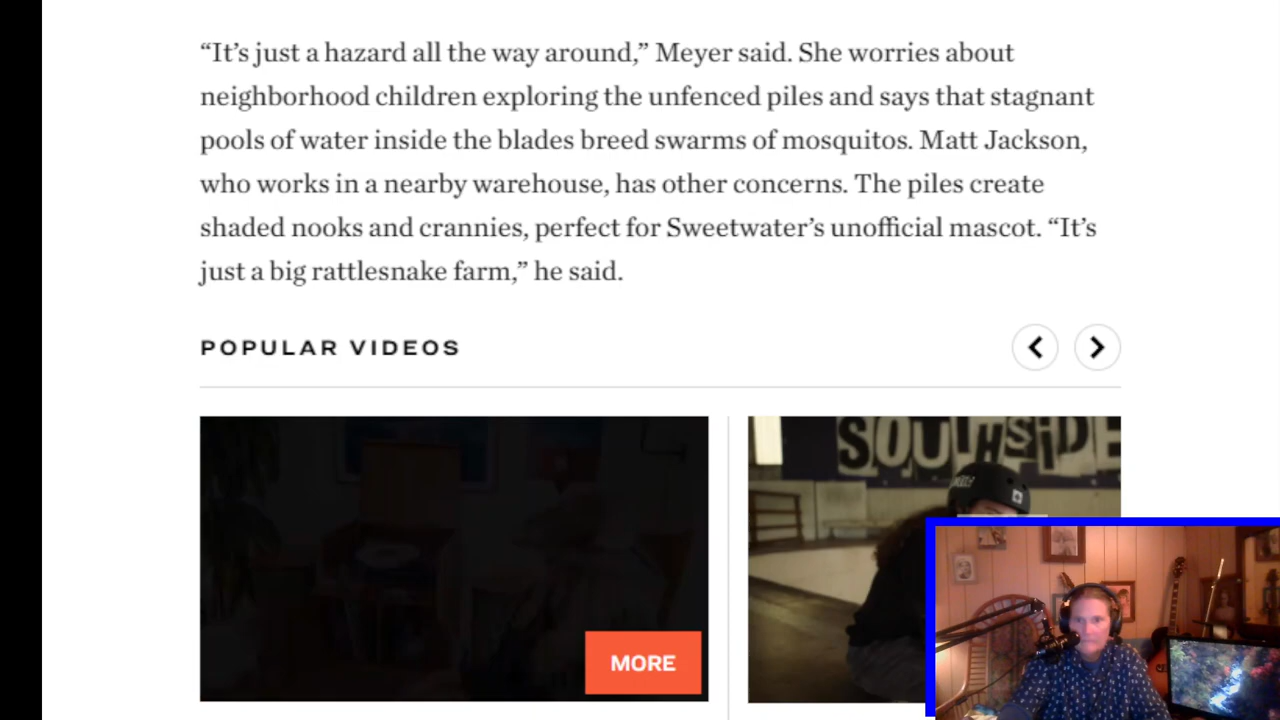 “It’s just a hazard all the way around,” Meyer said. She worries about
neighborhood children exploring the unfenced piles and says that stagnant
pools of water inside the blades breed swarms of mosquitos. Matt Jackson,
who works in a nearby warehouse, has other concerns. The piles create
shaded nooks and crannies, perfect for Sweetwater’s unofficial mascot. “It’s
just a big rattlesnake farm,” he said.
POPULAR VIDEOS
SOUTHSIDE
MORE